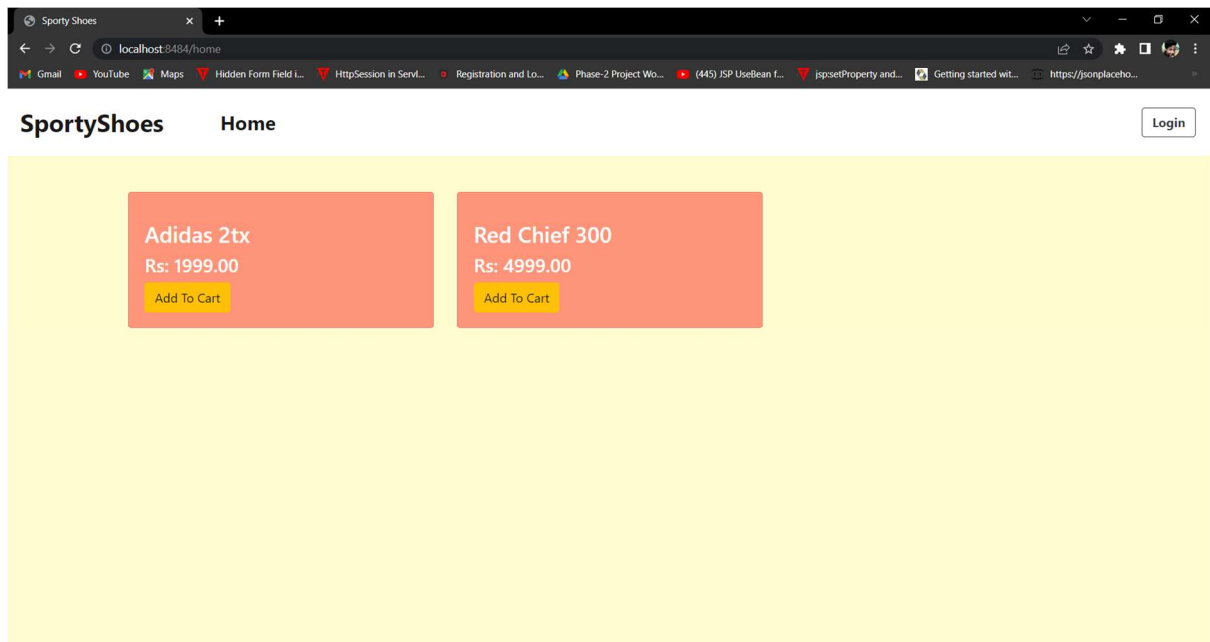 Sporty Shoes
localhost:8484/home
Gmail YouTube Maps Hidden Form Field i... HttpSession in Servl... Registration and Lo... Phase-2 Project Wo... (445) JSP UseBean f... jsp:setProperty and... Getting started wit... https://jsonplaceho...
SportyShoes Home Login
Adidas 2tx
Rs: 1999.00
Add To Cart
Red Chief 300
Rs: 4999.00
Add To Cart